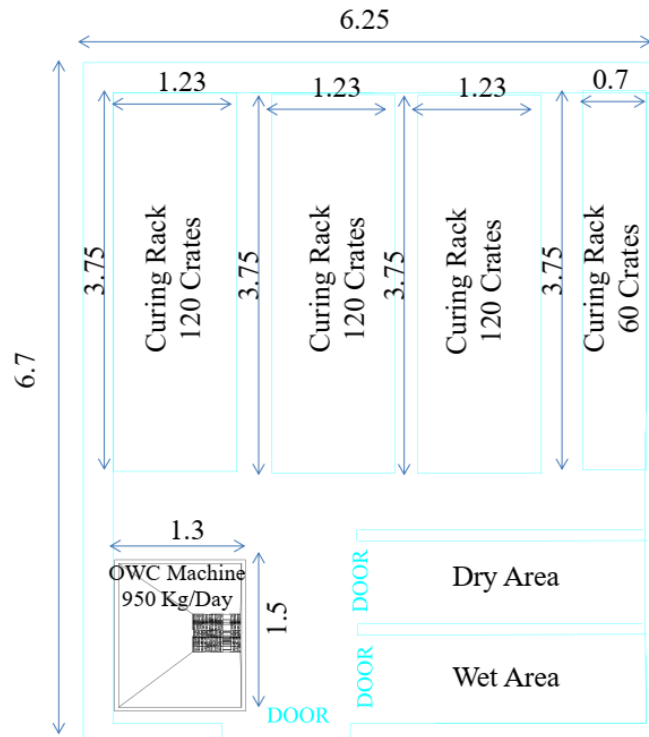 6.25
1.23
1.23
1.23
0.7
3.75
Curing Rack
120 Crates
3.75
Curing Rack
120 Crates
3.75
Curing Rack
120 Crates
3.75
Curing Rack
60 Crates
6.7
1.3
OWC Machine
950 Kg/Day
1.5
DOOR
Dry Area
DOOR
Wet Area
DOOR